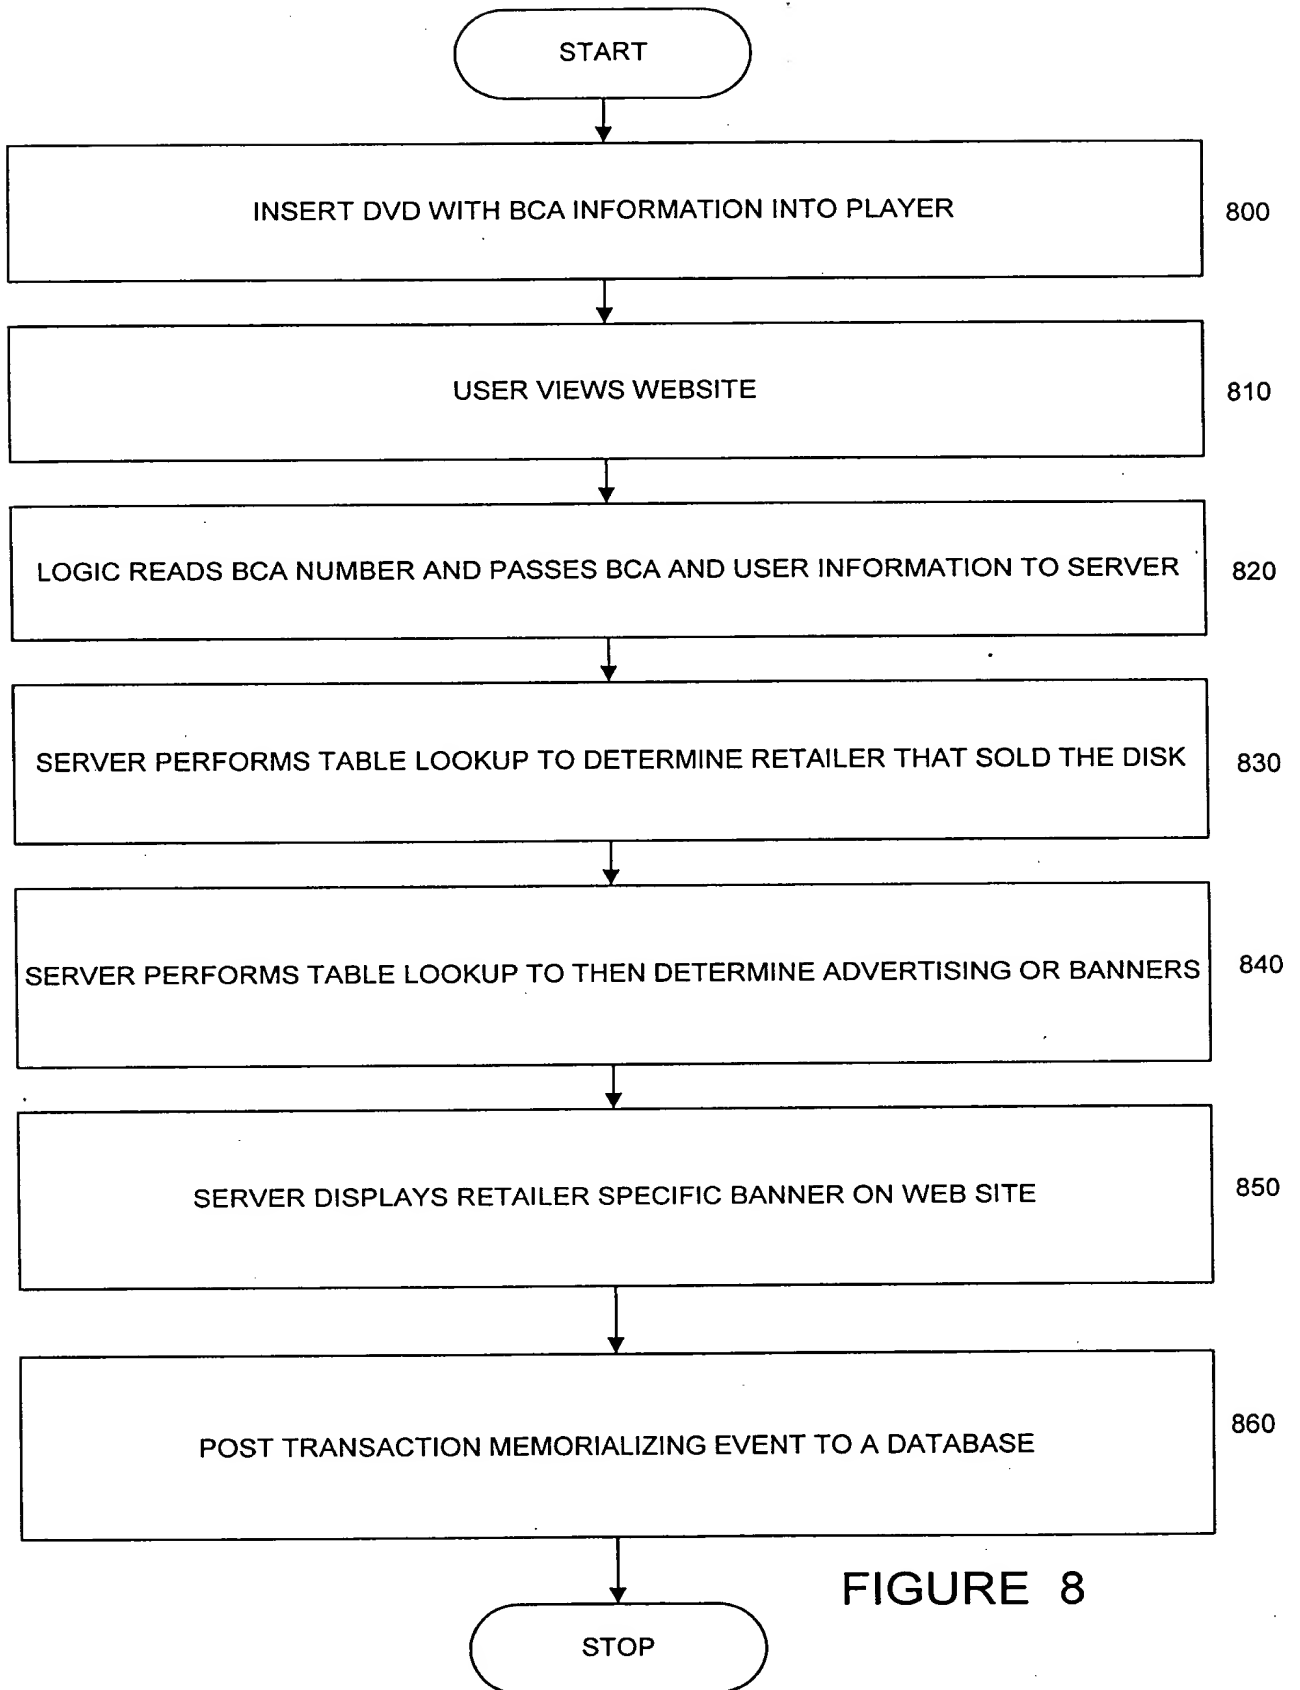 START
INSERT DVD WITH BCA INFORMATION INTO PLAYER
800
USER VIEWS WEBSITE
810
LOGIC READS BCA NUMBER AND PASSES BCA AND USER INFORMATION TO SERVER
820
SERVER PERFORMS TABLE LOOKUP TO DETERMINE RETAILER THAT SOLD THE DISK
830
SERVER PERFORMS TABLE LOOKUP TO THEN DETERMINE ADVERTISING OR BANNERS
840
SERVER DISPLAYS RETAILER SPECIFIC BANNER ON WEB SITE
850
POST TRANSACTION MEMORIALIZING EVENT TO A DATABASE
860
FIGURE 8
STOP